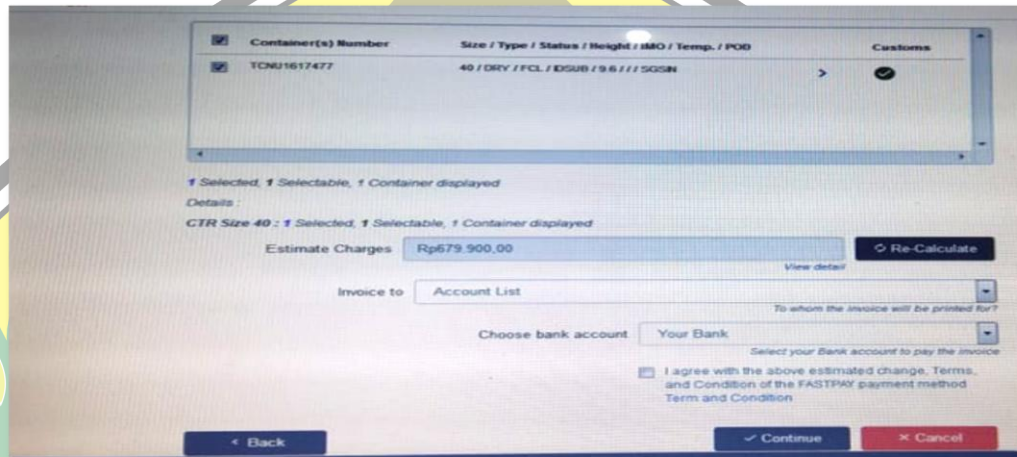 Container(s) Number Size / Type / Status / Height / IMO / Temp. / POD Customs
TCNU1617477 40 / DRY / FCL / IDSUB / 9.6 / / / SGSIN >
1 Selected, 1 Selectable, 1 Container displayed
Details :
CTR Size 40 : 1 Selected, 1 Selectable, 1 Container displayed
Estimate Charges Rp679.900,00 Re-Calculate
View detail
Invoice to Account List
To whom the invoice will be printed for?
Choose bank account Your Bank
Select your Bank account to pay the invoice
I agree with the above estimated change, Terms,
and Condition of the FASTPAY payment method
Term and Condition
< Back ✓ Continue × Cancel